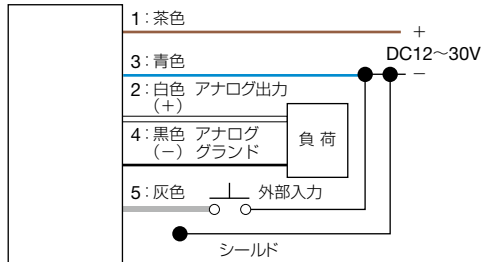 1：茶色
＋
DC12～30V
3：青色
－
2：白色 アナログ出力
（＋）
負 荷
4：黒色 アナログ
（－） グランド
5：灰色
外部入力
シールド